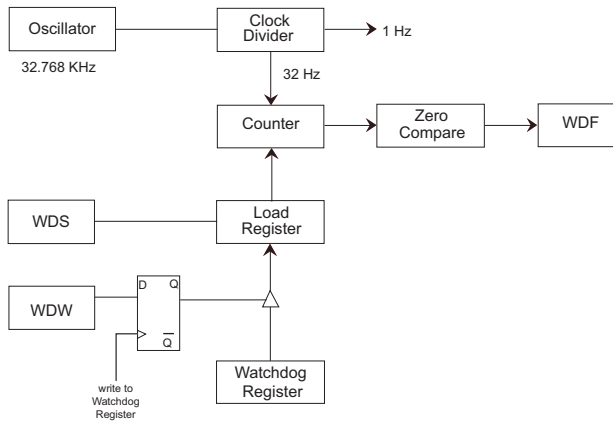 Oscillator
Clock
Divider
1 Hz
32.768 KHz
32 Hz
Counter
Zero
Compare
WDF
WDS
Load
Register
D Q
WDW
Q
write to
Watchdog
Register
Watchdog
Register